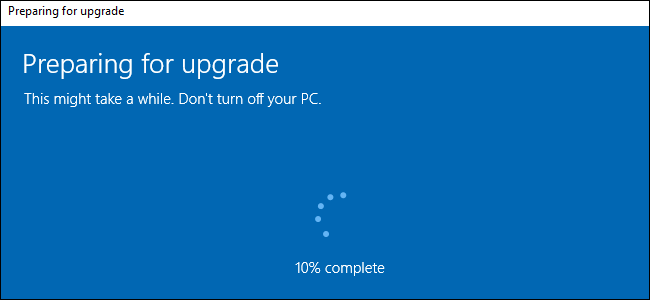 Preparing for upgrade
Preparing for upgrade
This might take a while. Don't turn off your PC.
10% complete